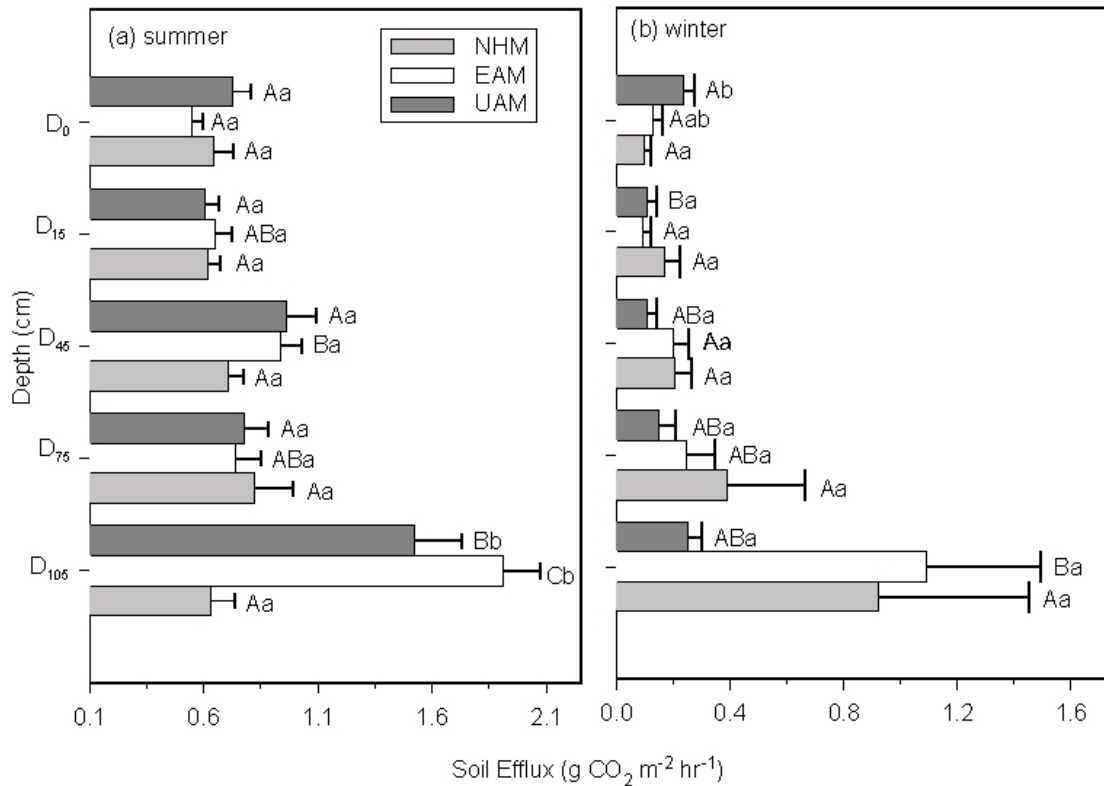 (a) summer
NHM
EAM
UAM
Depth (cm)
D0
Aa
Aa
Aa
D15
Aa
ABa
Aa
D45
Aa
Ba
Aa
D75
Aa
ABa
Aa
D105
Bb
Cb
Aa
0.1 0.6 1.1 1.6 2.1
(b) winter
Ab
Aab
Aa
Ba
Aa
Aa
ABa
Aa
Aa
ABa
ABa
Aa
ABa
Ba
Aa
0.0 0.4 0.8 1.2 1.6
Soil Efflux (g CO2 m-2 hr-1)